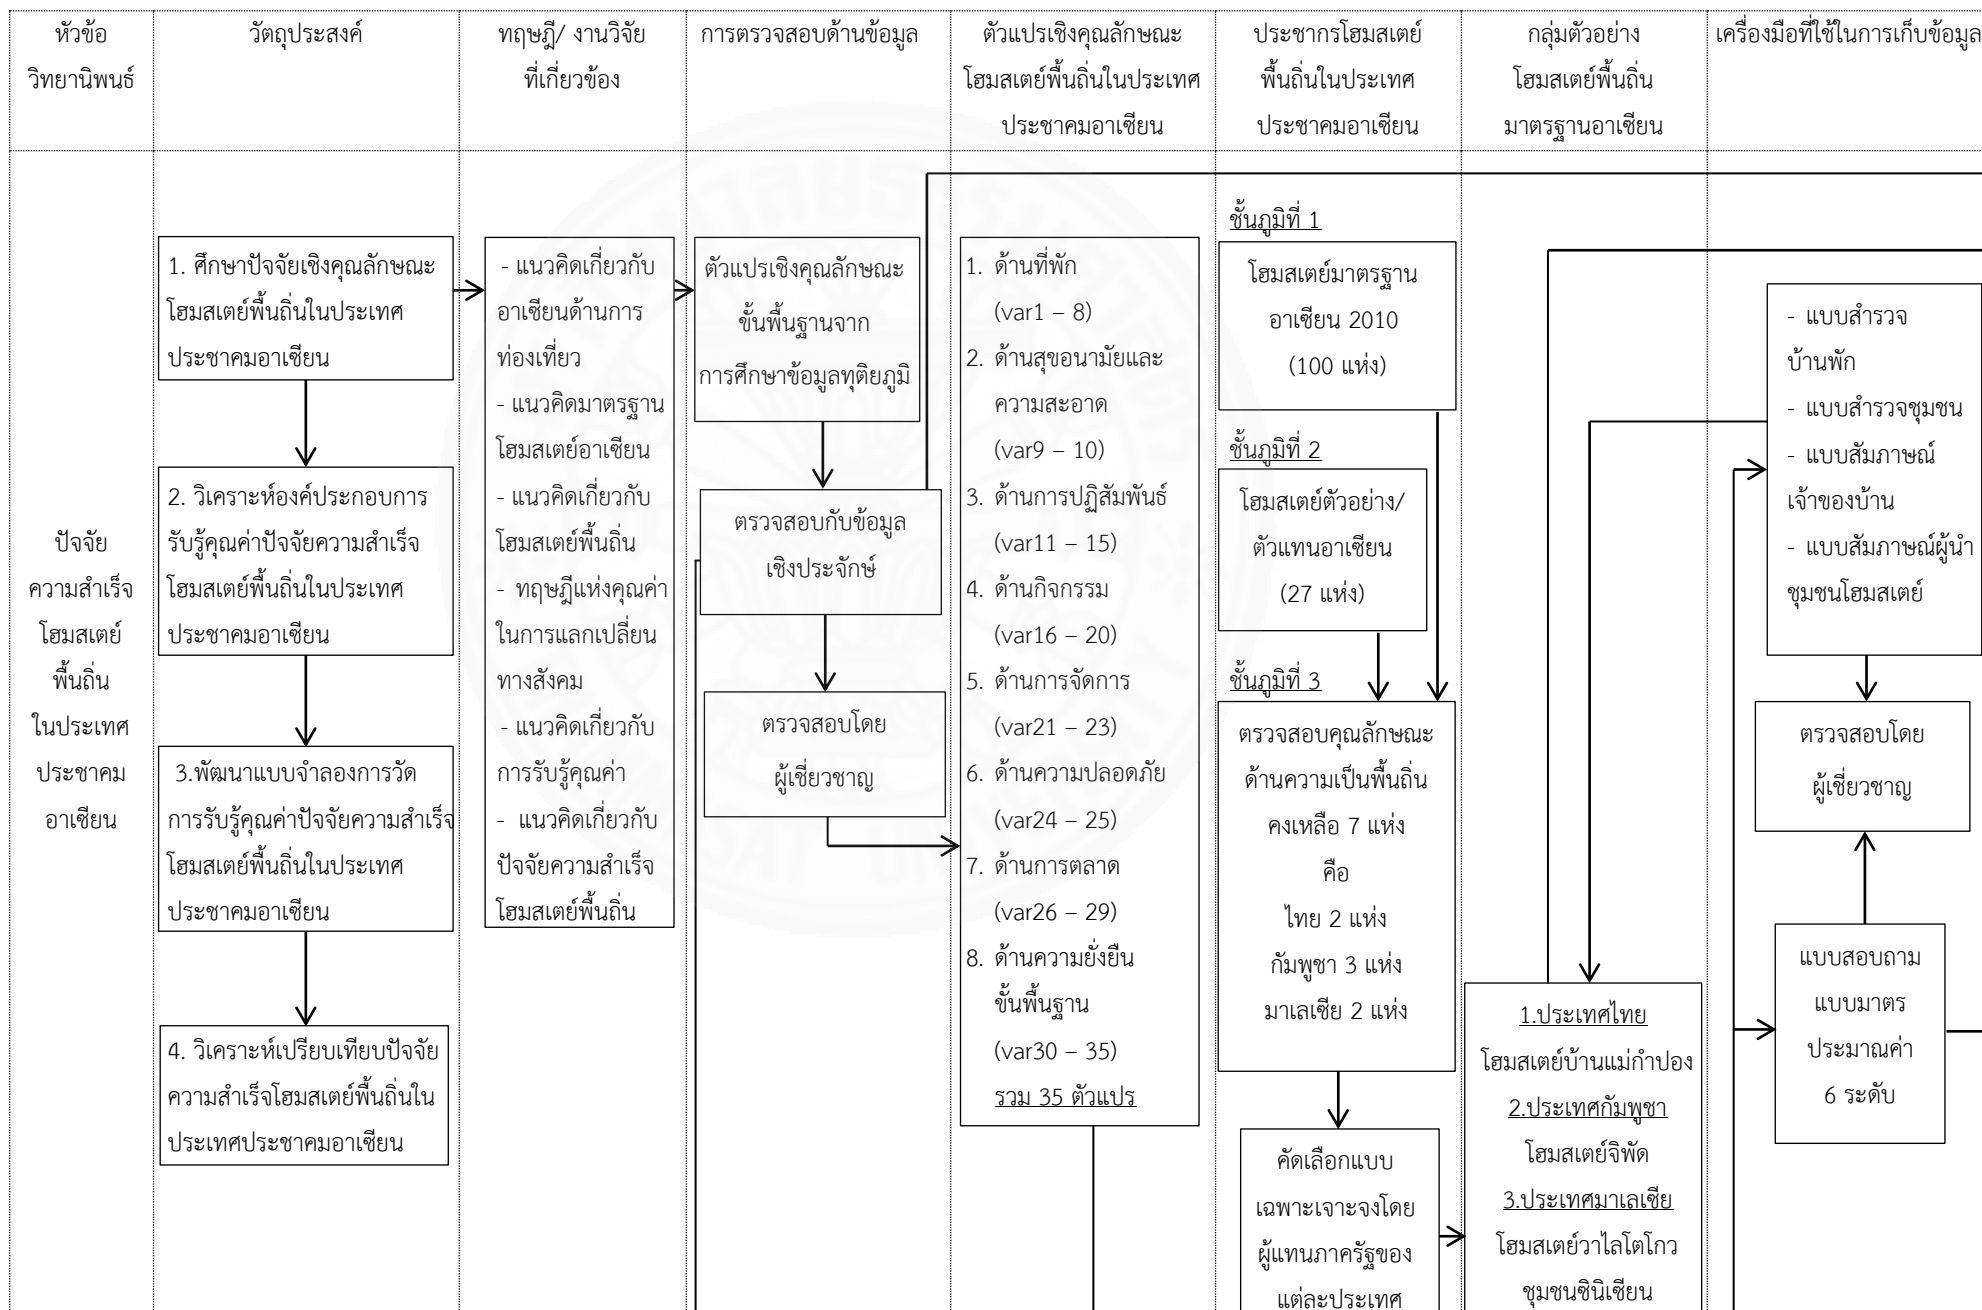 หัวข้อ
วิทยานิพนธ์
วัตถุประสงค์
ทฤษฎี/ งานวิจัย
ที่เกี่ยวข้อง
การตรวจสอบด้านข้อมูล
ตัวแปรเชิงคุณลักษณะ
โฮมสเตย์พื้นถิ่นในประเทศ
ประชาคมอาเซียน
ประชากรโฮมสเตย์
พื้นถิ่นในประเทศ
ประชาคมอาเซียน
กลุ่มตัวอย่าง
โฮมสเตย์พื้นถิ่น
มาตรฐานอาเซียน
เครื่องมือที่ใช้ในการเก็บข้อมูล
ปัจจัย
ความสำเร็จ
โฮมสเตย์
พื้นถิ่น
ในประเทศ
ประชาคม
อาเซียน
1. ศึกษาปัจจัยเชิงคุณลักษณะ
โฮมสเตย์พื้นถิ่นในประเทศ
ประชาคมอาเซียน
2. วิเคราะห์องค์ประกอบการ
รับรู้คุณค่าปัจจัยความสำเร็จ
โฮมสเตย์พื้นถิ่นในประเทศ
ประชาคมอาเซียน
3.พัฒนาแบบจำลองการวัด
การรับรู้คุณค่าปัจจัยความสำเร็จ
โฮมสเตย์พื้นถิ่นในประเทศ
ประชาคมอาเซียน
4. วิเคราะห์เปรียบเทียบปัจจัย
ความสำเร็จโฮมสเตย์พื้นถิ่นใน
ประเทศประชาคมอาเซียน
- แนวคิดเกี่ยวกับ
อาเซียนด้านการ
ท่องเที่ยว
- แนวคิดมาตรฐาน
โฮมสเตย์อาเซียน
- แนวคิดเกี่ยวกับ
โฮมสเตย์พื้นถิ่น
- ทฤษฎีแห่งคุณค่า
ในการแลกเปลี่ยน
ทางสังคม
- แนวคิดเกี่ยวกับ
การรับรู้คุณค่า
- แนวคิดเกี่ยวกับ
ปัจจัยความสำเร็จ
โฮมสเตย์พื้นถิ่น
ตัวแปรเชิงคุณลักษณะ
ขั้นพื้นฐานจาก
การศึกษาข้อมูลทุติยภูมิ
ตรวจสอบกับข้อมูล
เชิงประจักษ์
ตรวจสอบโดย
ผู้เชี่ยวชาญ
1. ด้านที่พัก
(var1 – 8)
2. ด้านสุขอนามัยและ
ความสะอาด
(var9 – 10)
3. ด้านการปฏิสัมพันธ์
(var11 – 15)
4. ด้านกิจกรรม
(var16 – 20)
5. ด้านการจัดการ
(var21 – 23)
6. ด้านความปลอดภัย
(var24 – 25)
7. ด้านการตลาด
(var26 – 29)
8. ด้านความยั่งยืน
ขั้นพื้นฐาน
(var30 – 35)
รวม 35 ตัวแปร
ชั้นภูมิที่ 1
โฮมสเตย์มาตรฐาน
อาเซียน 2010
(100 แห่ง)
ชั้นภูมิที่ 2
โฮมสเตย์ตัวอย่าง/
ตัวแทนอาเซียน
(27 แห่ง)
ชั้นภูมิที่ 3
ตรวจสอบคุณลักษณะ
ด้านความเป็นพื้นถิ่น
คงเหลือ 7 แห่ง
คือ
ไทย 2 แห่ง
กัมพูชา 3 แห่ง
มาเลเซีย 2 แห่ง
คัดเลือกแบบ
เฉพาะเจาะจงโดย
ผู้แทนภาครัฐของ
แต่ละประเทศ
1.ประเทศไทย
โฮมสเตย์บ้านแม่กำปอง
2.ประเทศกัมพูชา
โฮมสเตย์จิพัด
3.ประเทศมาเลเซีย
โฮมสเตย์วาไลโตโกว
ชุมชนซินิเซียน
- แบบสำรวจ
บ้านพัก
- แบบสำรวจชุมชน
- แบบสัมภาษณ์
เจ้าของบ้าน
- แบบสัมภาษณ์ผู้นำ
ชุมชนโฮมสเตย์
ตรวจสอบโดย
ผู้เชี่ยวชาญ
แบบสอบถาม
แบบมาตร
ประมาณค่า
6 ระดับ